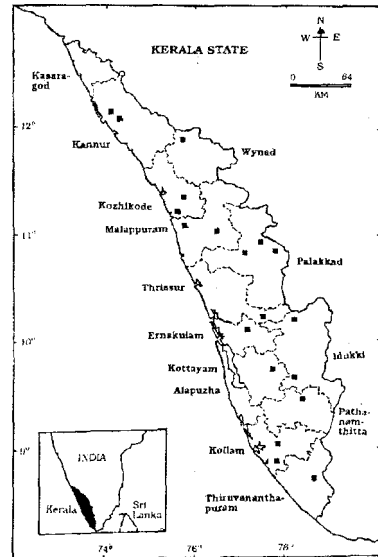 KERALA STATE
N
W E
S
0 64
KM
Kasara-
god
12°
Kannur
Wynad
11°
Kozhikode
Malappuram
Palakkad
Thrissur
10°
Ernakulam
Idukki
Kottayam
Alapuzha
Patha-
nam-
thitta
9°
Kollam
INDIA
Thiruvanantha-
puram
Kerala
Sri
Lanka
74° 76° 78°